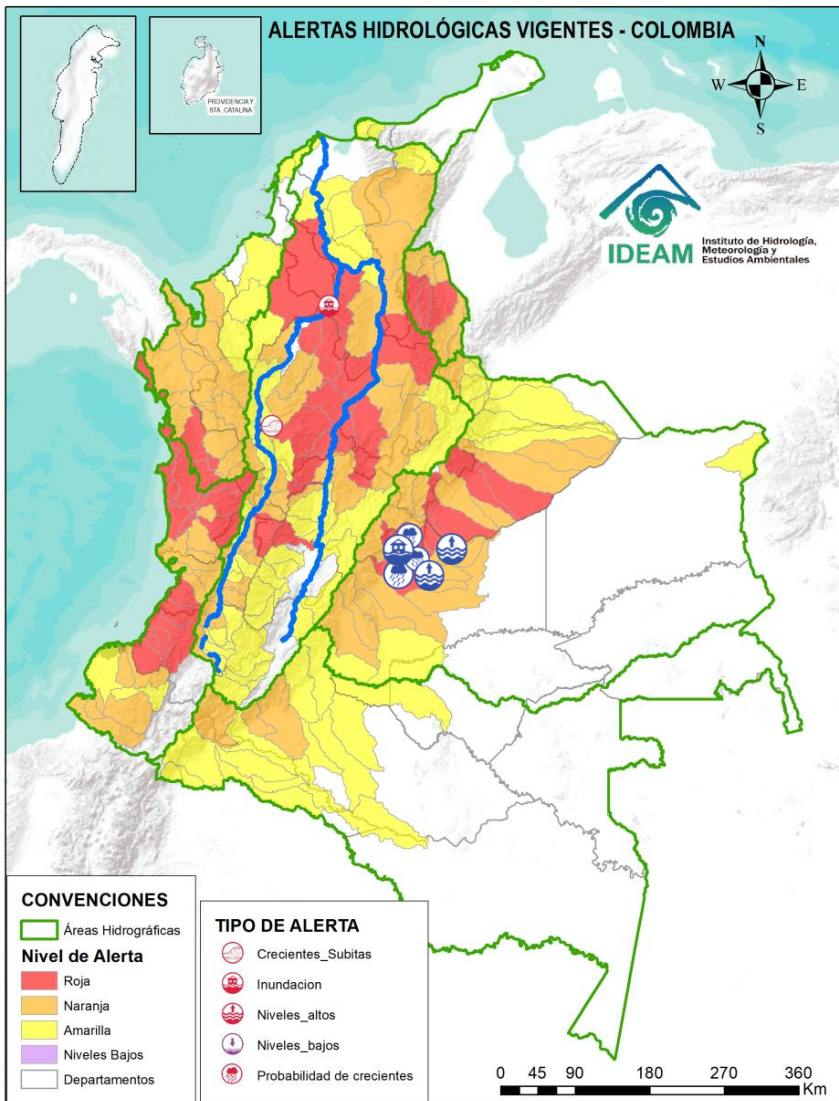 ALERTAS HIDROLÓGICAS VIGENTES - COLOMBIA
PROVIDENCIA Y
STA. CATALINA
N
W
E
S
IDEAM
Instituto de Hidrología,
Meteorología y
Estudios Ambientales
CONVENCIONES
Áreas Hidrográficas
Nivel de Alerta
Roja
Naranja
Amarilla
Niveles Bajos
Departamentos
TIPO DE ALERTA
Crecientes_Subitas
Inundacion
Niveles_altos
Niveles_bajos
Probabilidad de crecientes
0 45 90 180 270 360
Km